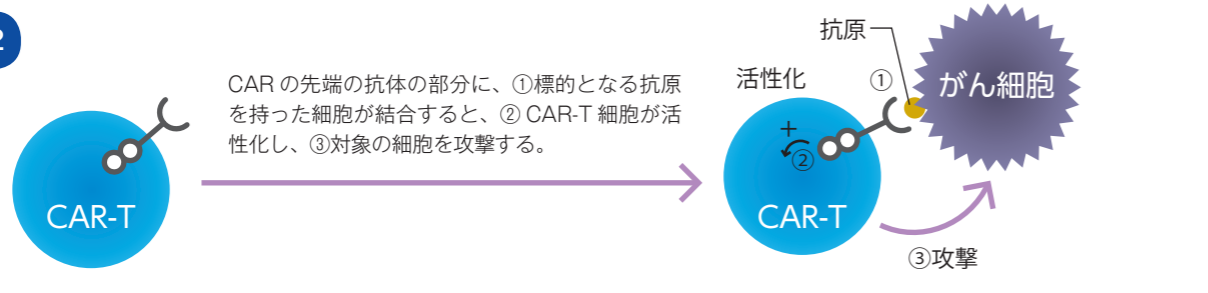 2
CAR の先端の抗体の部分に、①標的となる抗原
を持った細胞が結合すると、② CAR-T 細胞が活
性化し、③対象の細胞を攻撃する。
CAR-T
抗原
活性化
①
がん細胞
+
②
CAR-T
③攻撃